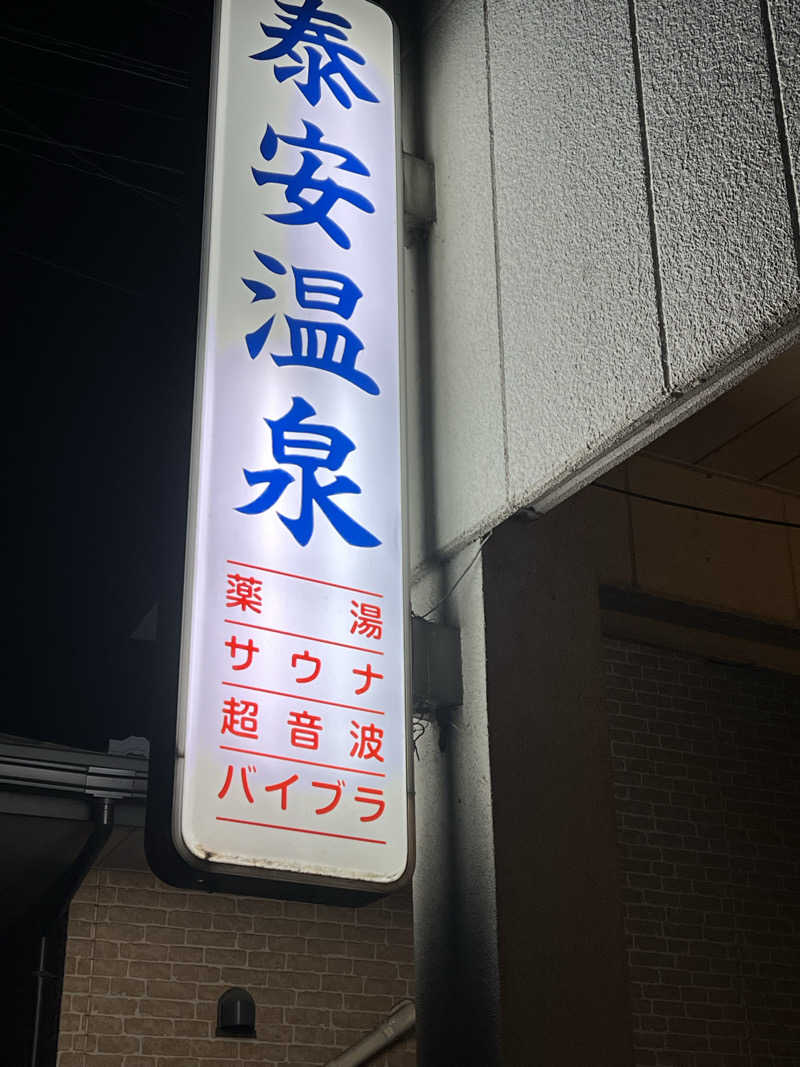 泰安温泉
薬湯
サウナ
超音波
バイブラ